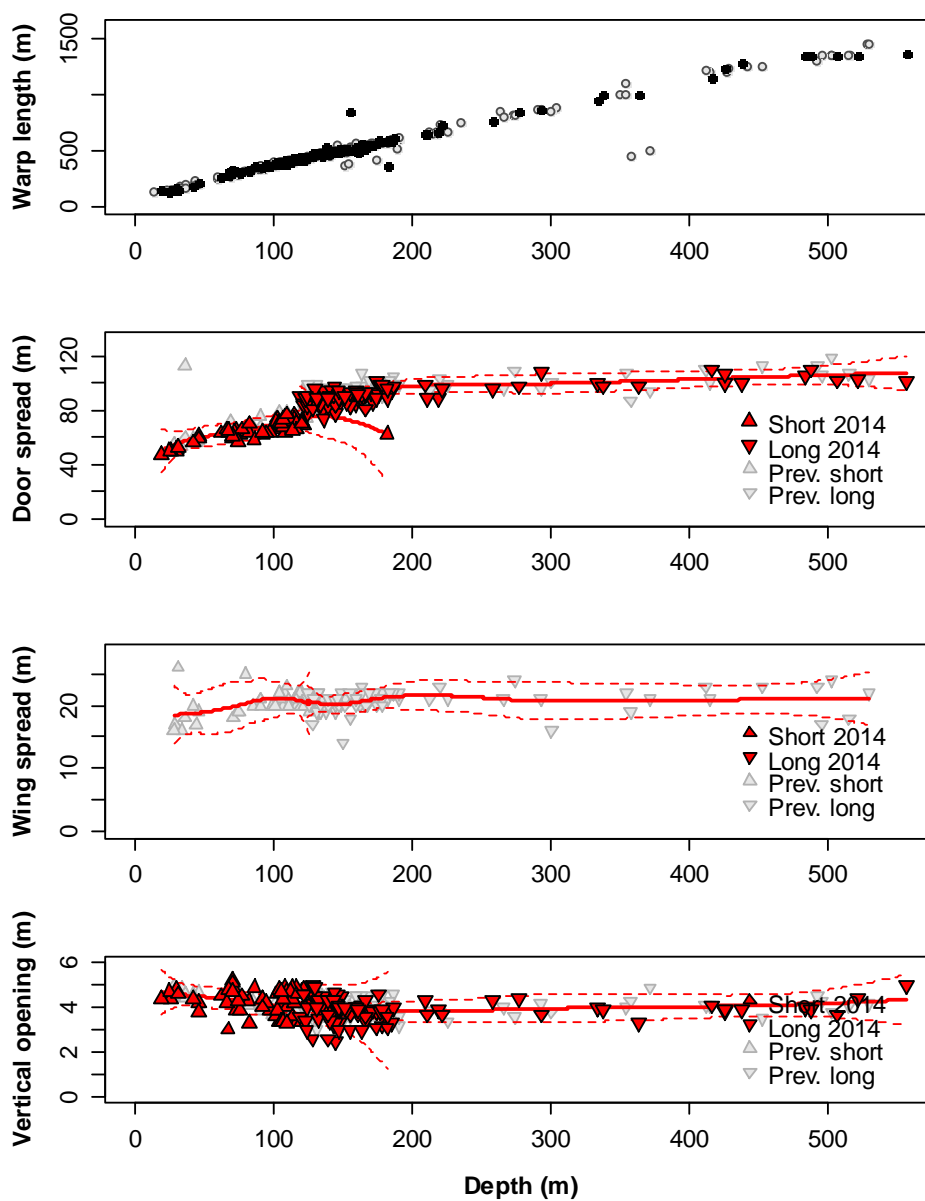 Warp length (m)
1500
500
0
0 100 200 300 400 500
Door spread (m)
120
80
40
0
Short 2014
Long 2014
Prev. short
Prev. long
0 100 200 300 400 500
Wing spread (m)
20
10
0
Short 2014
Long 2014
Prev. short
Prev. long
0 100 200 300 400 500
Vertical opening (m)
6
4
2
0
Short 2014
Long 2014
Prev. short
Prev. long
0 100 200 300 400 500
Depth (m)